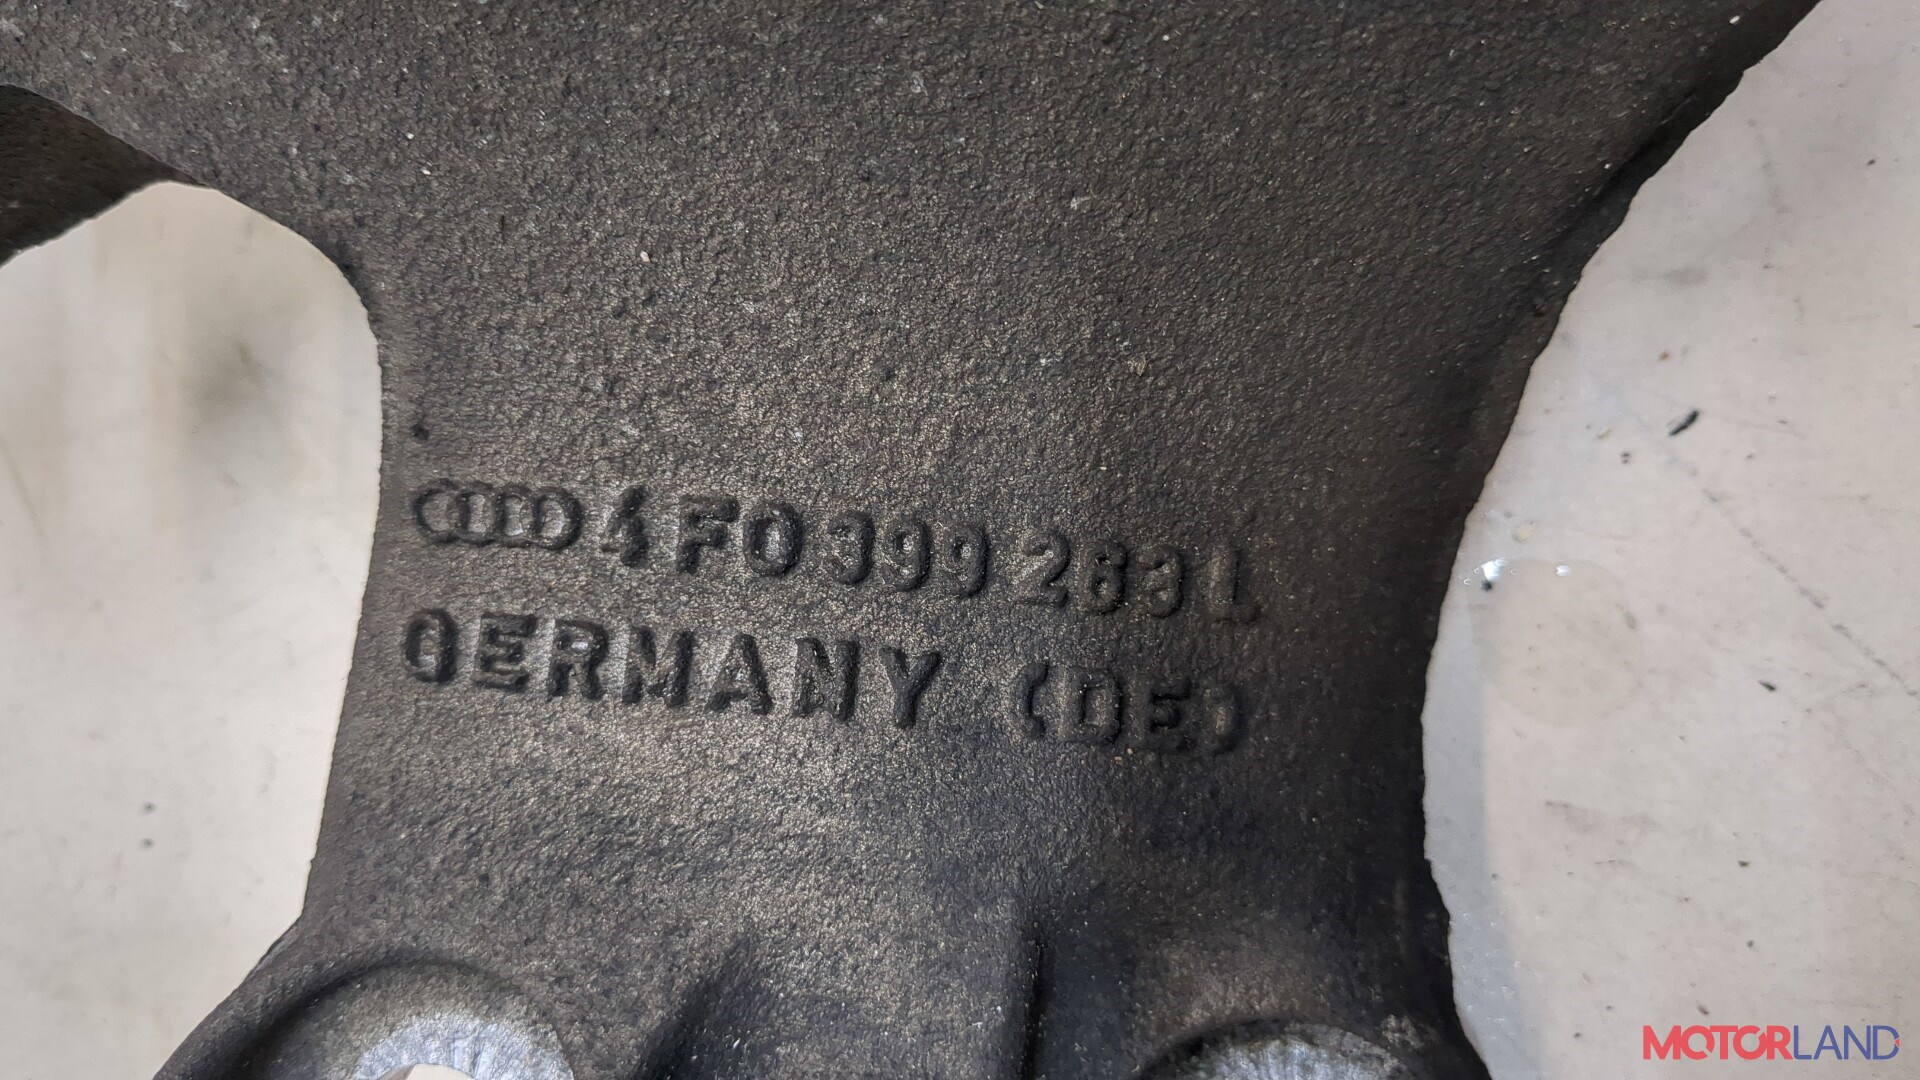 4F0 399 263 L
GERMANY (DE)
MOTORLAND